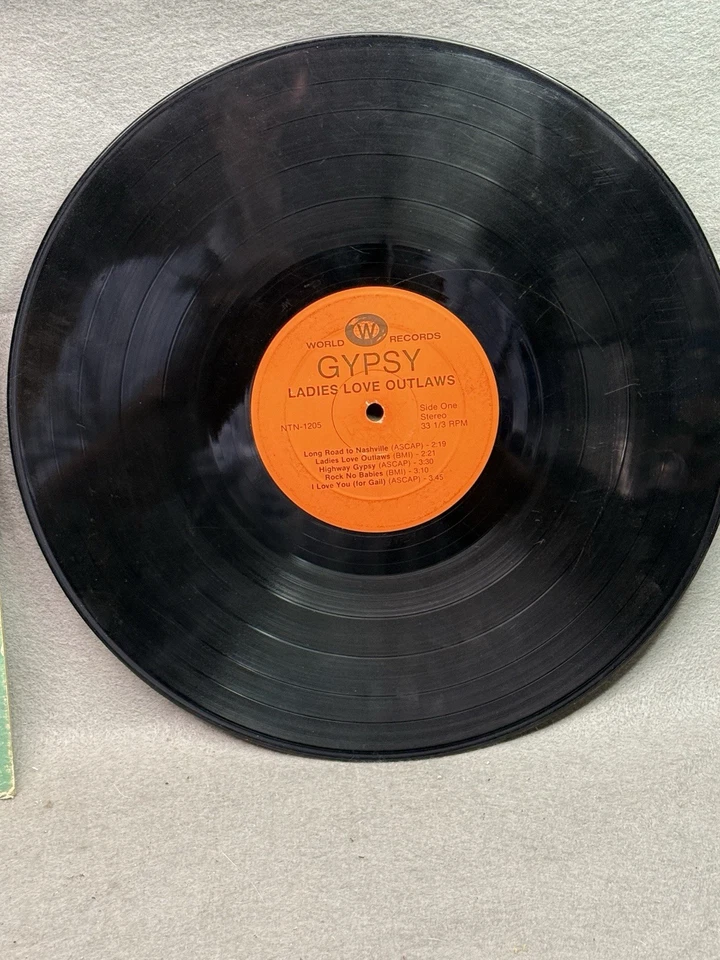 W
WORLD RECORDS
GYPSY
LADIES LOVE OUTLAWS
NTN-1205
Side One
Stereo
33 1/3 RPM
Long Road to Nashville (ASCAP) - 2:19
Ladies Love Outlaws (BMI) - 2:21
Highway Gypsy (ASCAP) - 3:30
Rock No Babies (BMI) - 3:10
I Love You (for Gail) (ASCAP) - 3:45